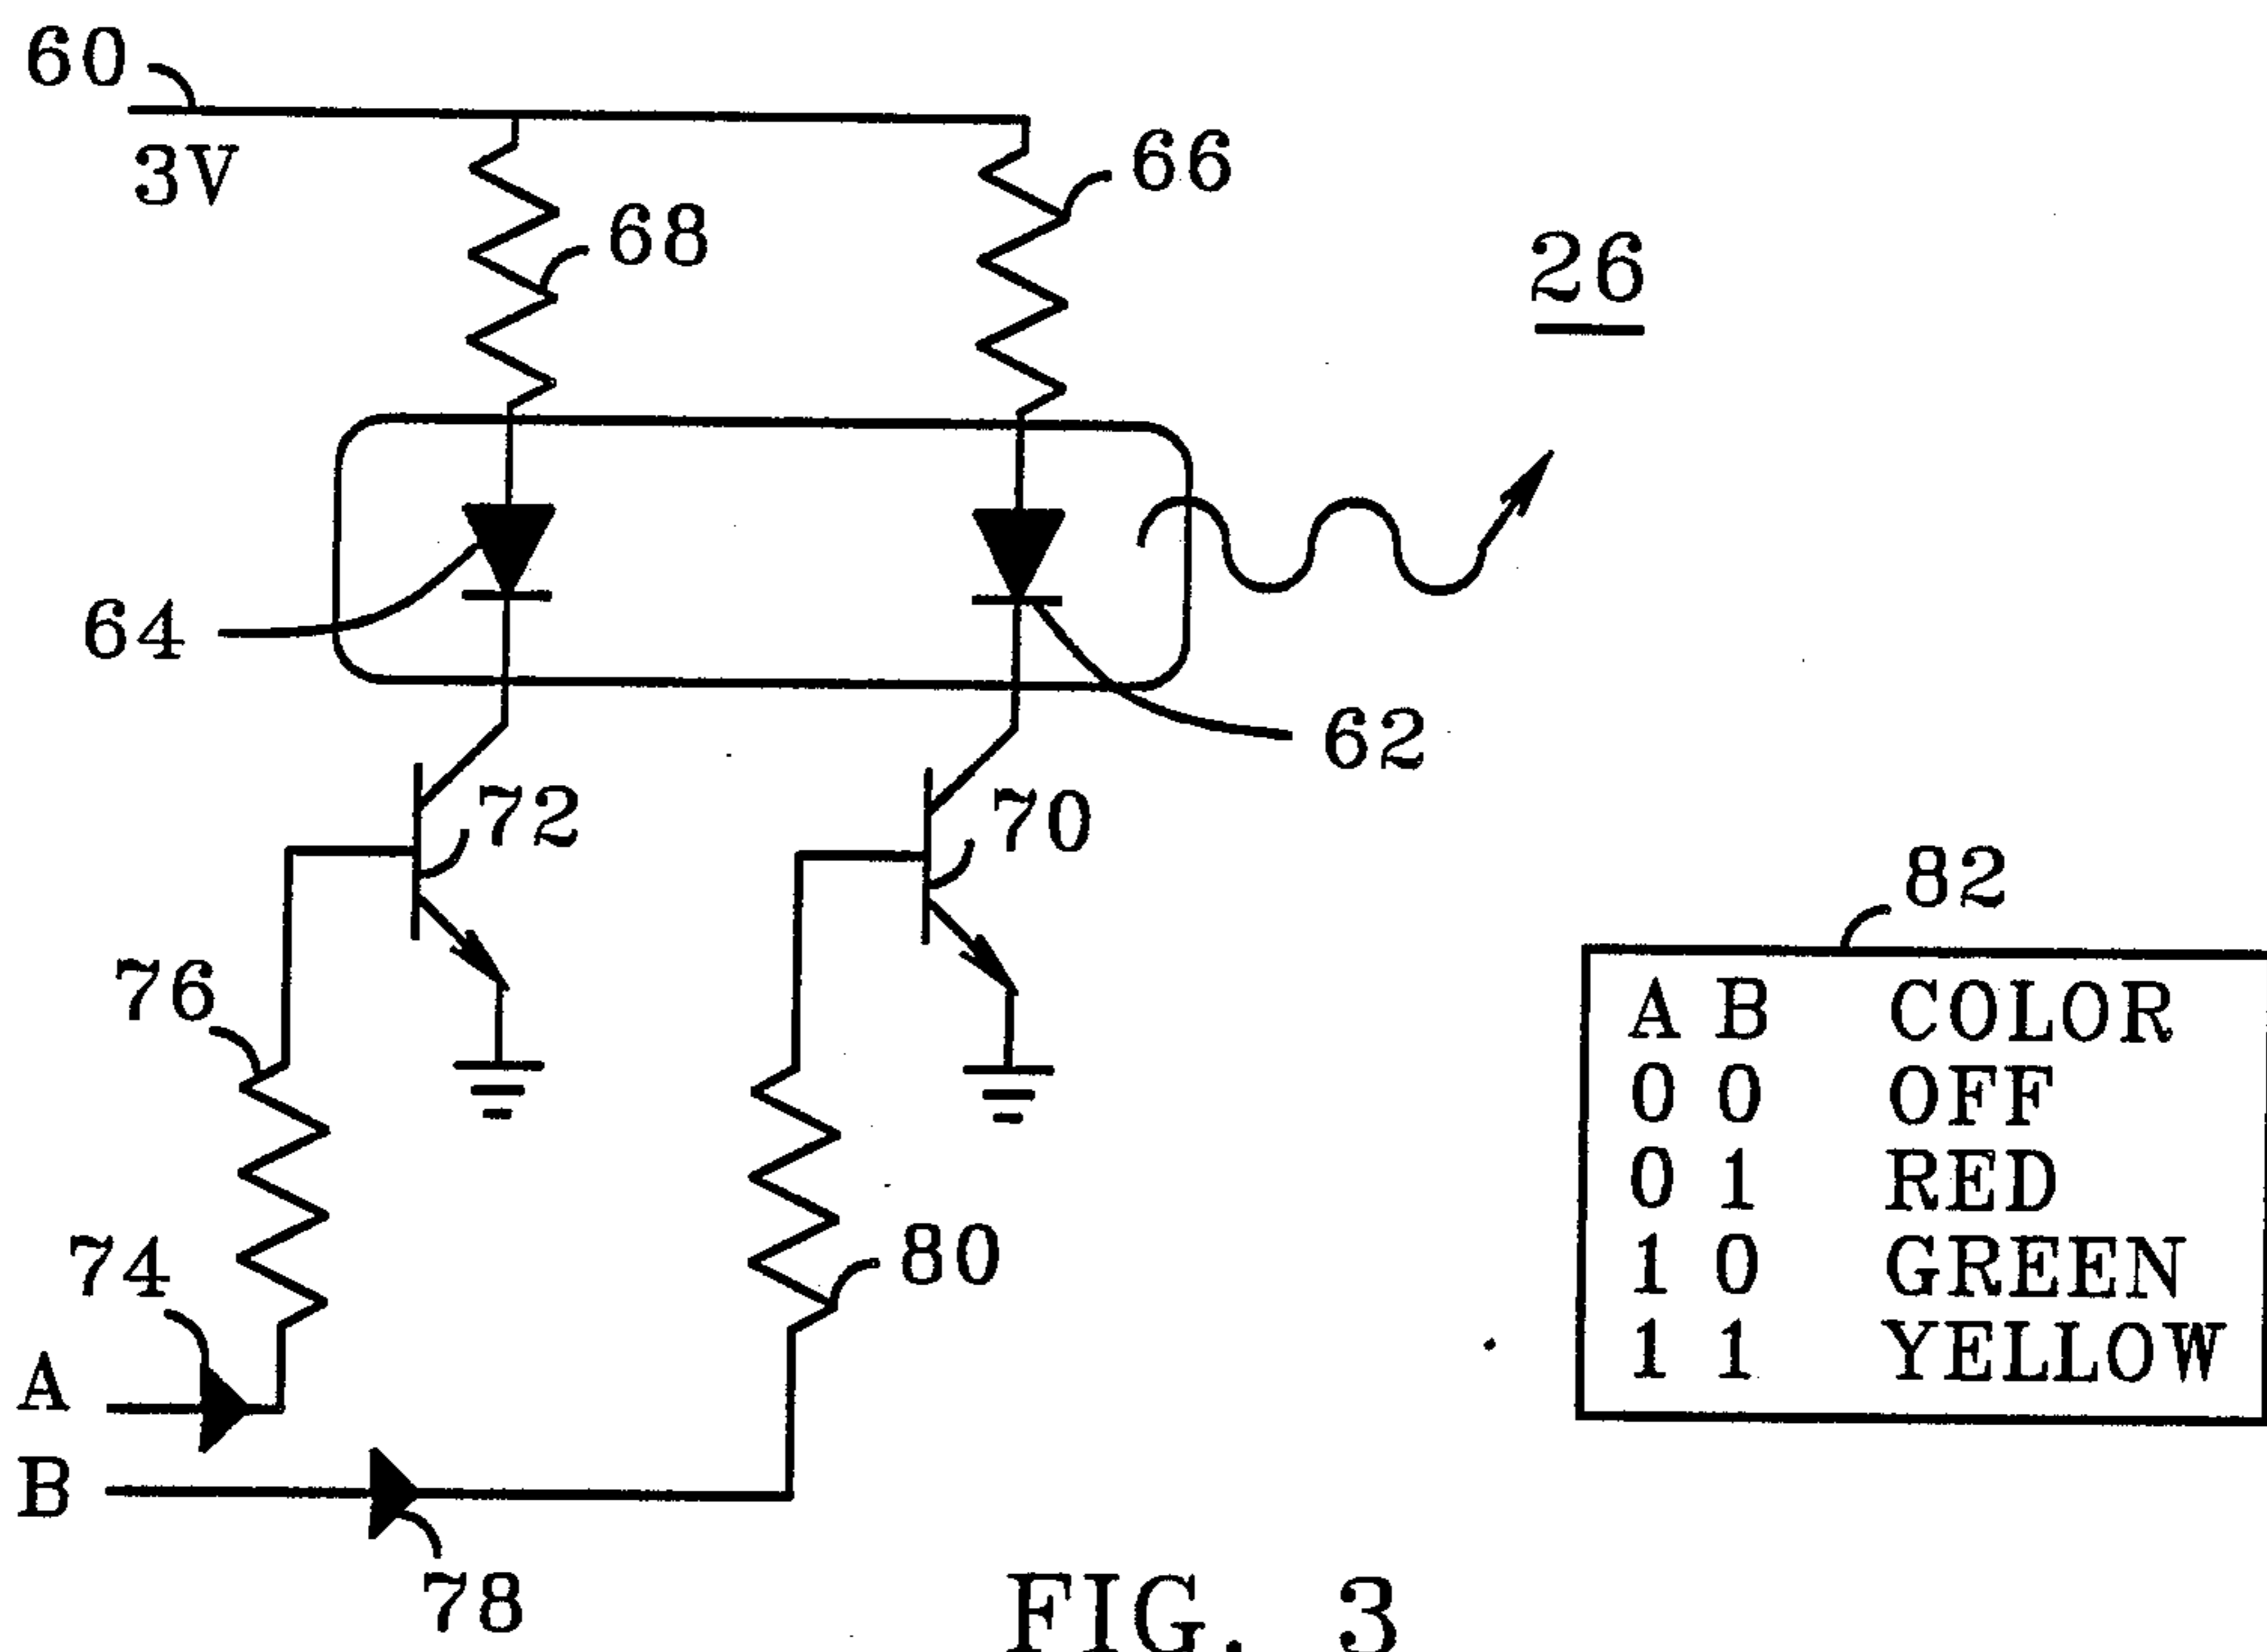 60
3V
68
66
26
64
62
72
70
82
76
A B COLOR
0 0 OFF
0 1 RED
1 0 GREEN
1 1 YELLOW
74
80
A
B
78
FIG. 3